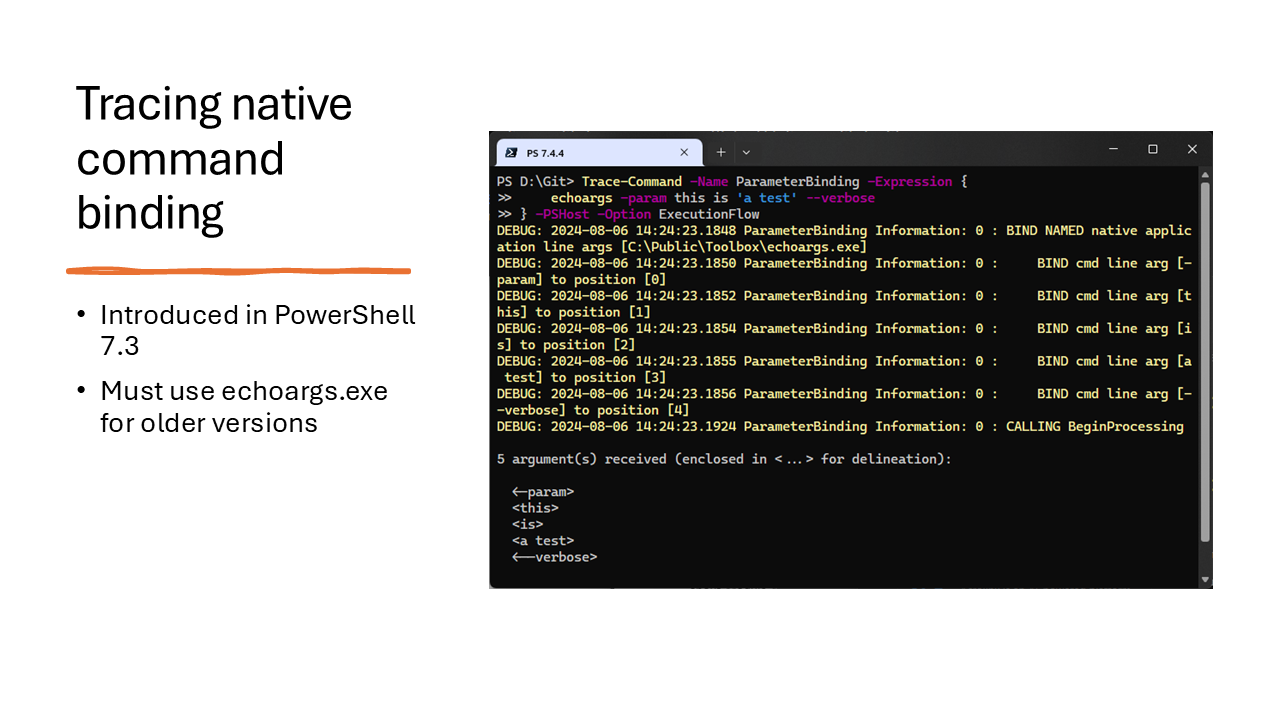 Tracing native
command
binding
• Introduced in PowerShell
7.3
• Must use echoargs.exe
for older versions
PS 7.4.4
PS D:\Git> Trace-Command -Name ParameterBinding -Expression {
>>     echoargs -param this is 'a test' --verbose
>> } -PSHost -Option ExecutionFlow
DEBUG: 2024-08-06 14:24:23.1848 ParameterBinding Information: 0 : BIND NAMED native applic
ation line args [C:\Public\Toolbox\echoargs.exe]
DEBUG: 2024-08-06 14:24:23.1850 ParameterBinding Information: 0 :     BIND cmd line arg [-
param] to position [0]
DEBUG: 2024-08-06 14:24:23.1852 ParameterBinding Information: 0 :     BIND cmd line arg [t
his] to position [1]
DEBUG: 2024-08-06 14:24:23.1854 ParameterBinding Information: 0 :     BIND cmd line arg [i
s] to position [2]
DEBUG: 2024-08-06 14:24:23.1855 ParameterBinding Information: 0 :     BIND cmd line arg [a
 test] to position [3]
DEBUG: 2024-08-06 14:24:23.1856 ParameterBinding Information: 0 :     BIND cmd line arg [-
-verbose] to position [4]
DEBUG: 2024-08-06 14:24:23.1924 ParameterBinding Information: 0 : CALLING BeginProcessing
5 argument(s) received (enclosed in <...> for delineation):
<-param>
<this>
<is>
<a test>
<--verbose>